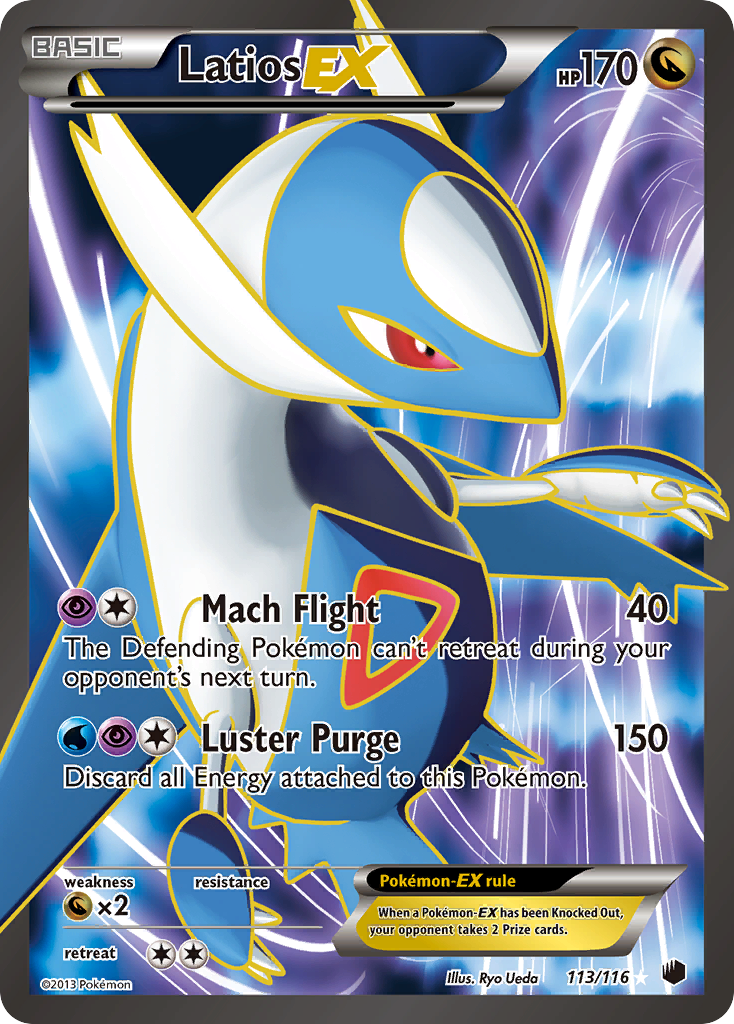 BASIC
Latios EX HP170
Mach Flight 40
The Defending Pokémon can't retreat during your
opponent's next turn.
Luster Purge 150
Discard all Energy attached to this Pokémon.
weakness resistance
×2
retreat
Pokémon-EX rule
When a Pokémon-EX has been Knocked Out,
your opponent takes 2 Prize cards.
©2013 Pokémon
Illus. Ryo Ueda 113/116